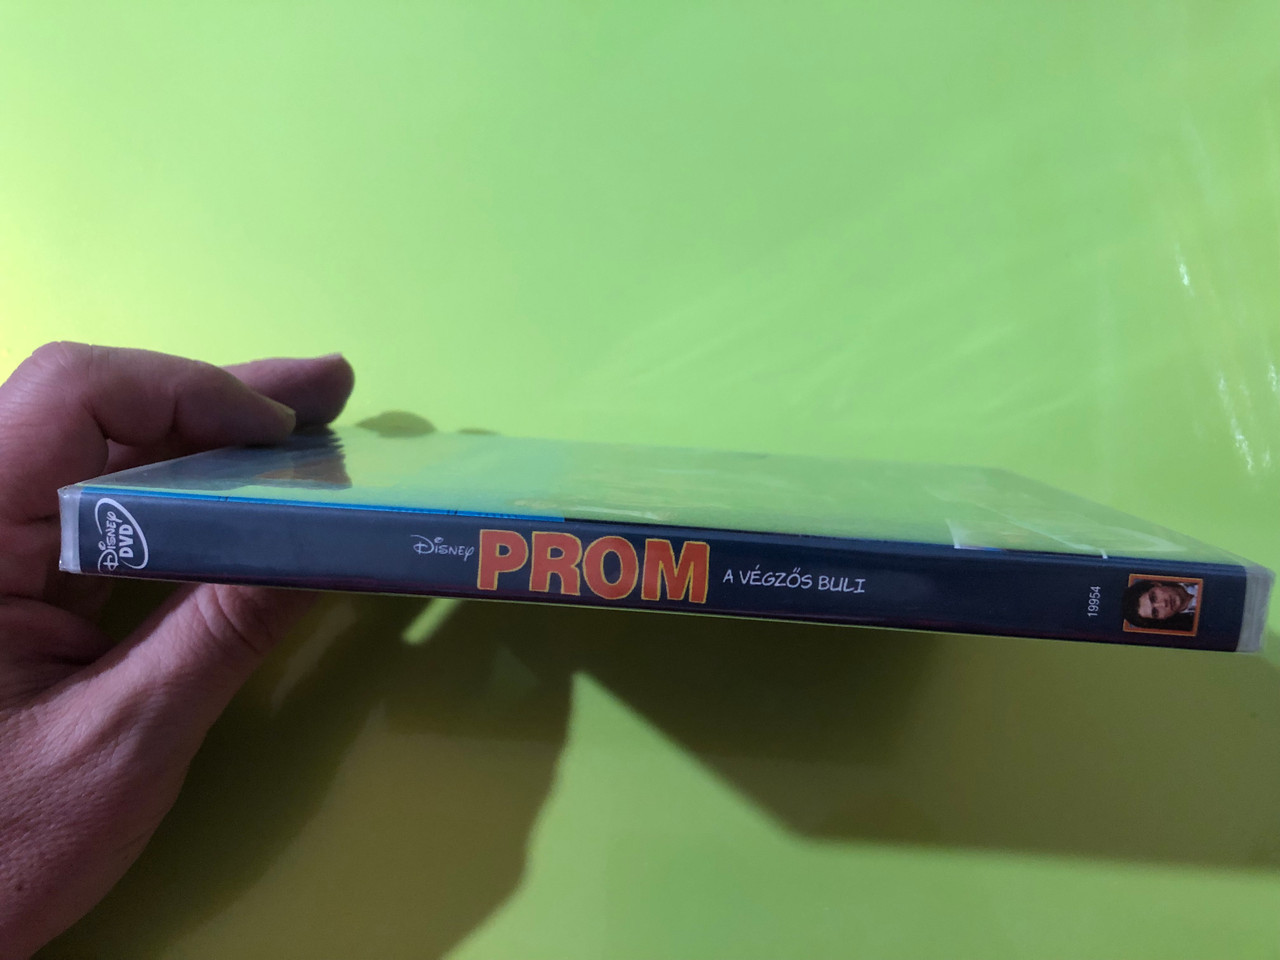 Disney
DVD
Disney
PROM
A VÉGZŐS BULI
19954